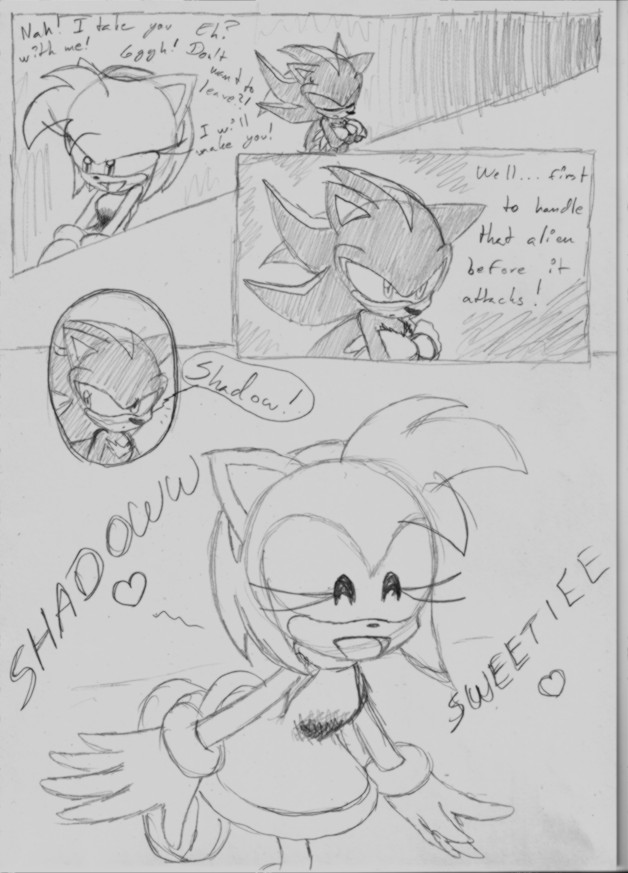 Nah! I take you
with me!
Eh?
Gggh! Don't
want to
leave?!
I will
make you!
Well... first
to handle
that alien
before it
attacks!
Shadow!
SHADOWW
SWEETIEE